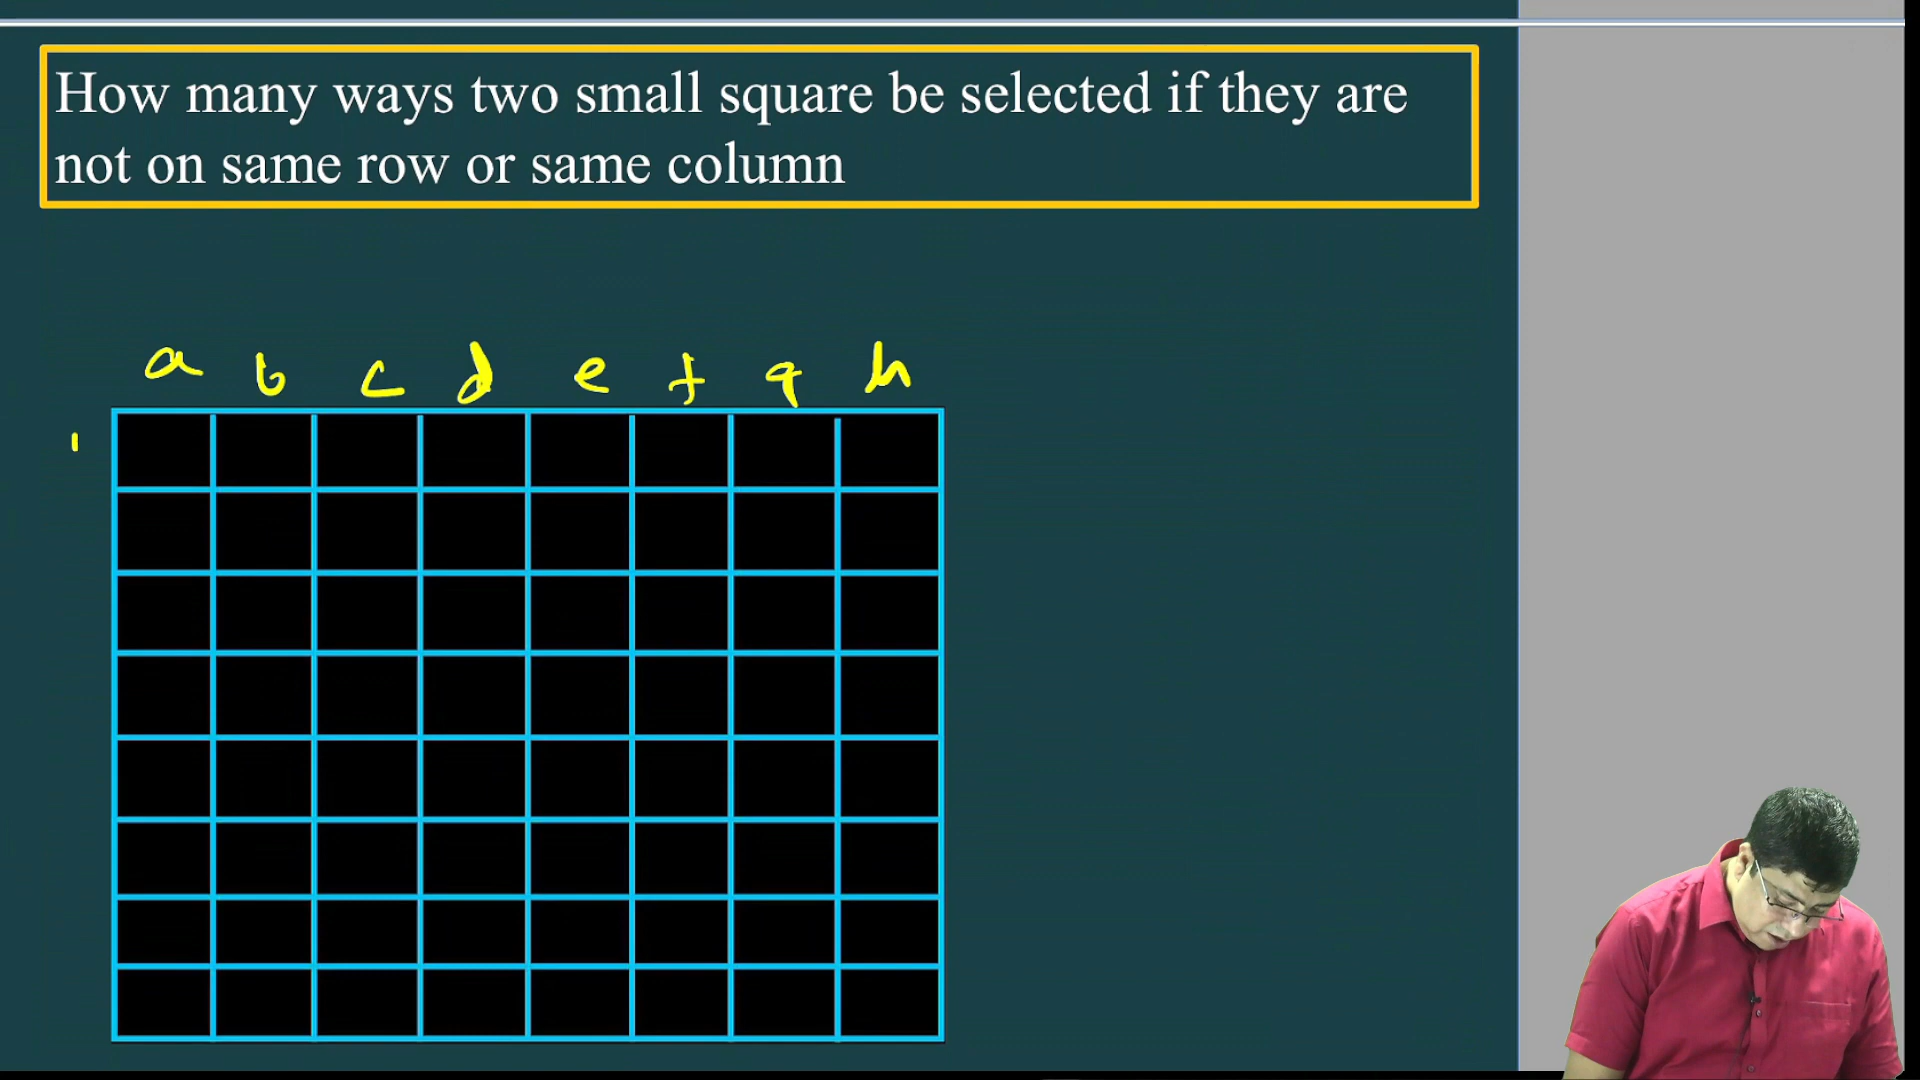 How many ways two small square be selected if they are
not on same row or same column
a b c d e f g h
1